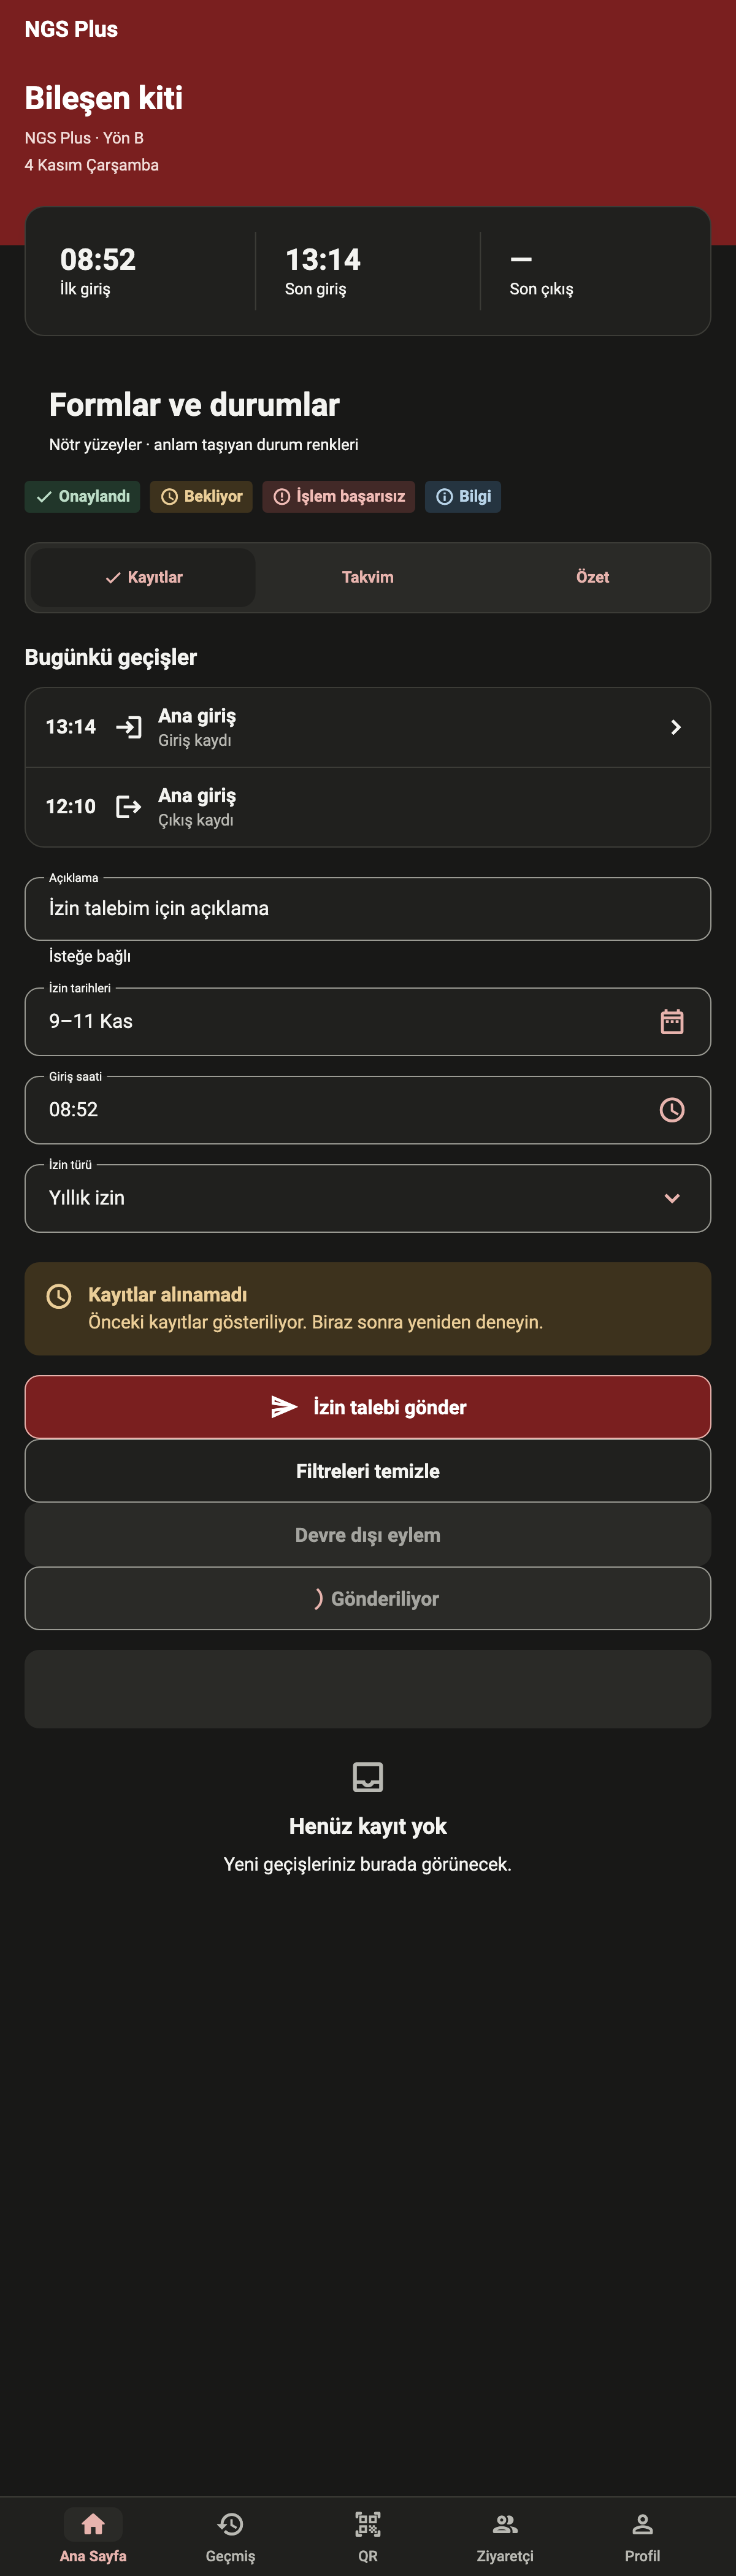 NGS Plus
Bileşen kiti
NGS Plus · Yön B
4 Kasım Çarşamba
08:52
İlk giriş
13:14
Son giriş
—
Son çıkış
Formlar ve durumlar
Nötr yüzeyler · anlam taşıyan durum renkleri
Onaylandı
Bekliyor
İşlem başarısız
Bilgi
Kayıtlar
Takvim
Özet
Bugünkü geçişler
13:14
Ana giriş
Giriş kaydı
12:10
Ana giriş
Çıkış kaydı
Açıklama
İzin talebim için açıklama
İsteğe bağlı
İzin tarihleri
9–11 Kas
Giriş saati
08:52
İzin türü
Yıllık izin
Kayıtlar alınamadı
Önceki kayıtlar gösteriliyor. Biraz sonra yeniden deneyin.
İzin talebi gönder
Filtreleri temizle
Devre dışı eylem
Gönderiliyor
Henüz kayıt yok
Yeni geçişleriniz burada görünecek.
Ana Sayfa
Geçmiş
QR
Ziyaretçi
Profil